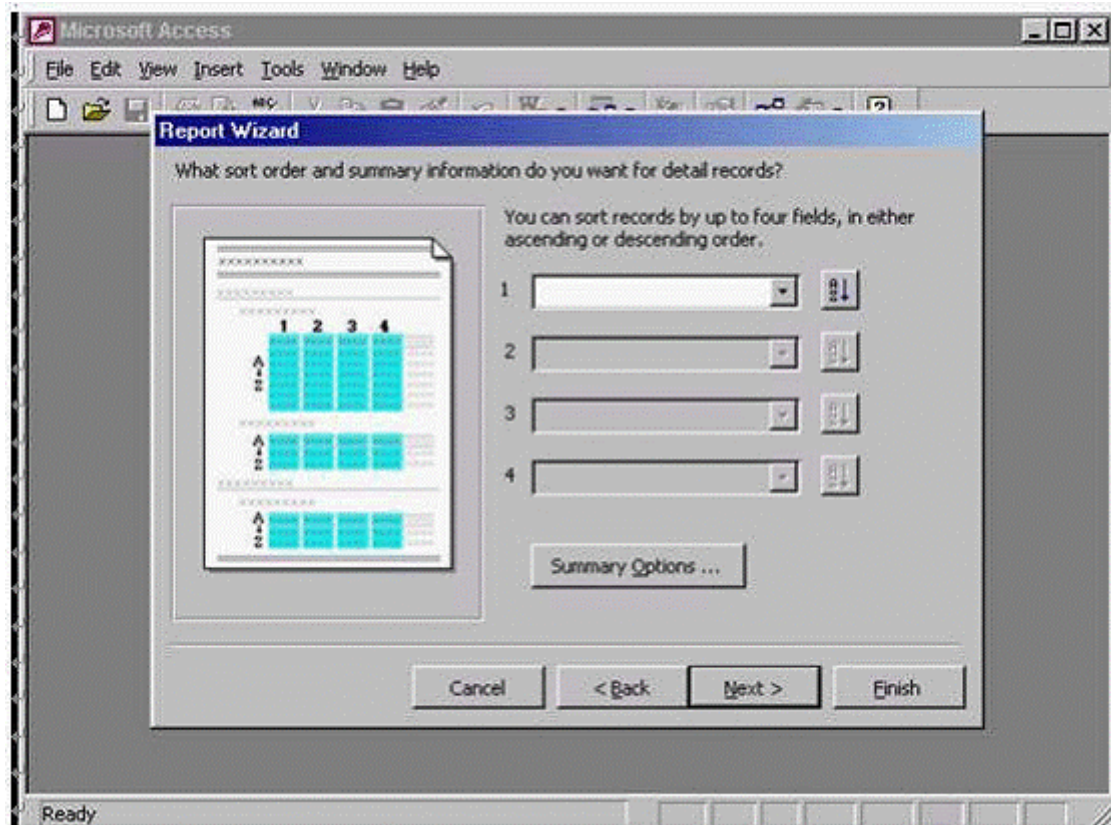 Microsoft Access
File Edit View Insert Tools Window Help
Report Wizard
What sort order and summary information do you want for detail records?
You can sort records by up to four fields, in either
ascending or descending order.
1
2
3
4
1 2 3 4
A
Z
A
Z
A
Z
Summary Options ...
Cancel
< Back
Next >
Finish
Ready